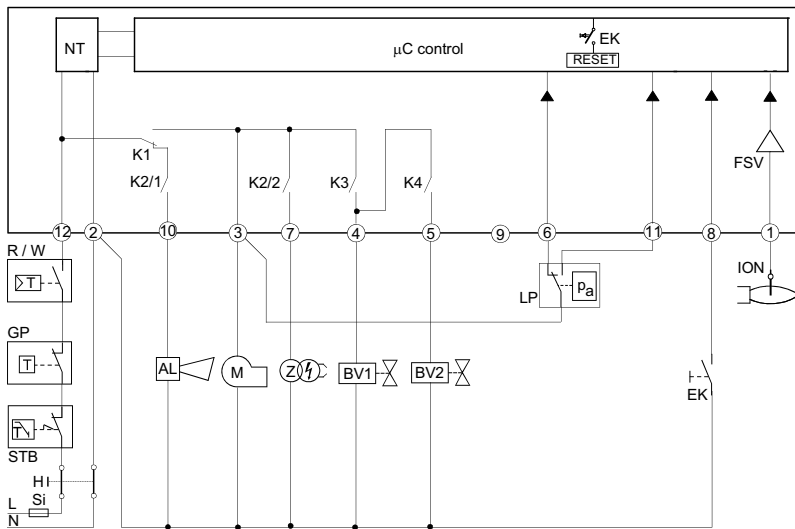 NT
μC control
EK
RESET
K1
K2/1
K2/2
K3
K4
FSV
12
2
10
3
7
4
5
9
6
11
8
1
R / W
T
LP
pa
ION
GP
T
AL
M
Z
BV1
BV2
EK
T
STB
H
Si
L
N